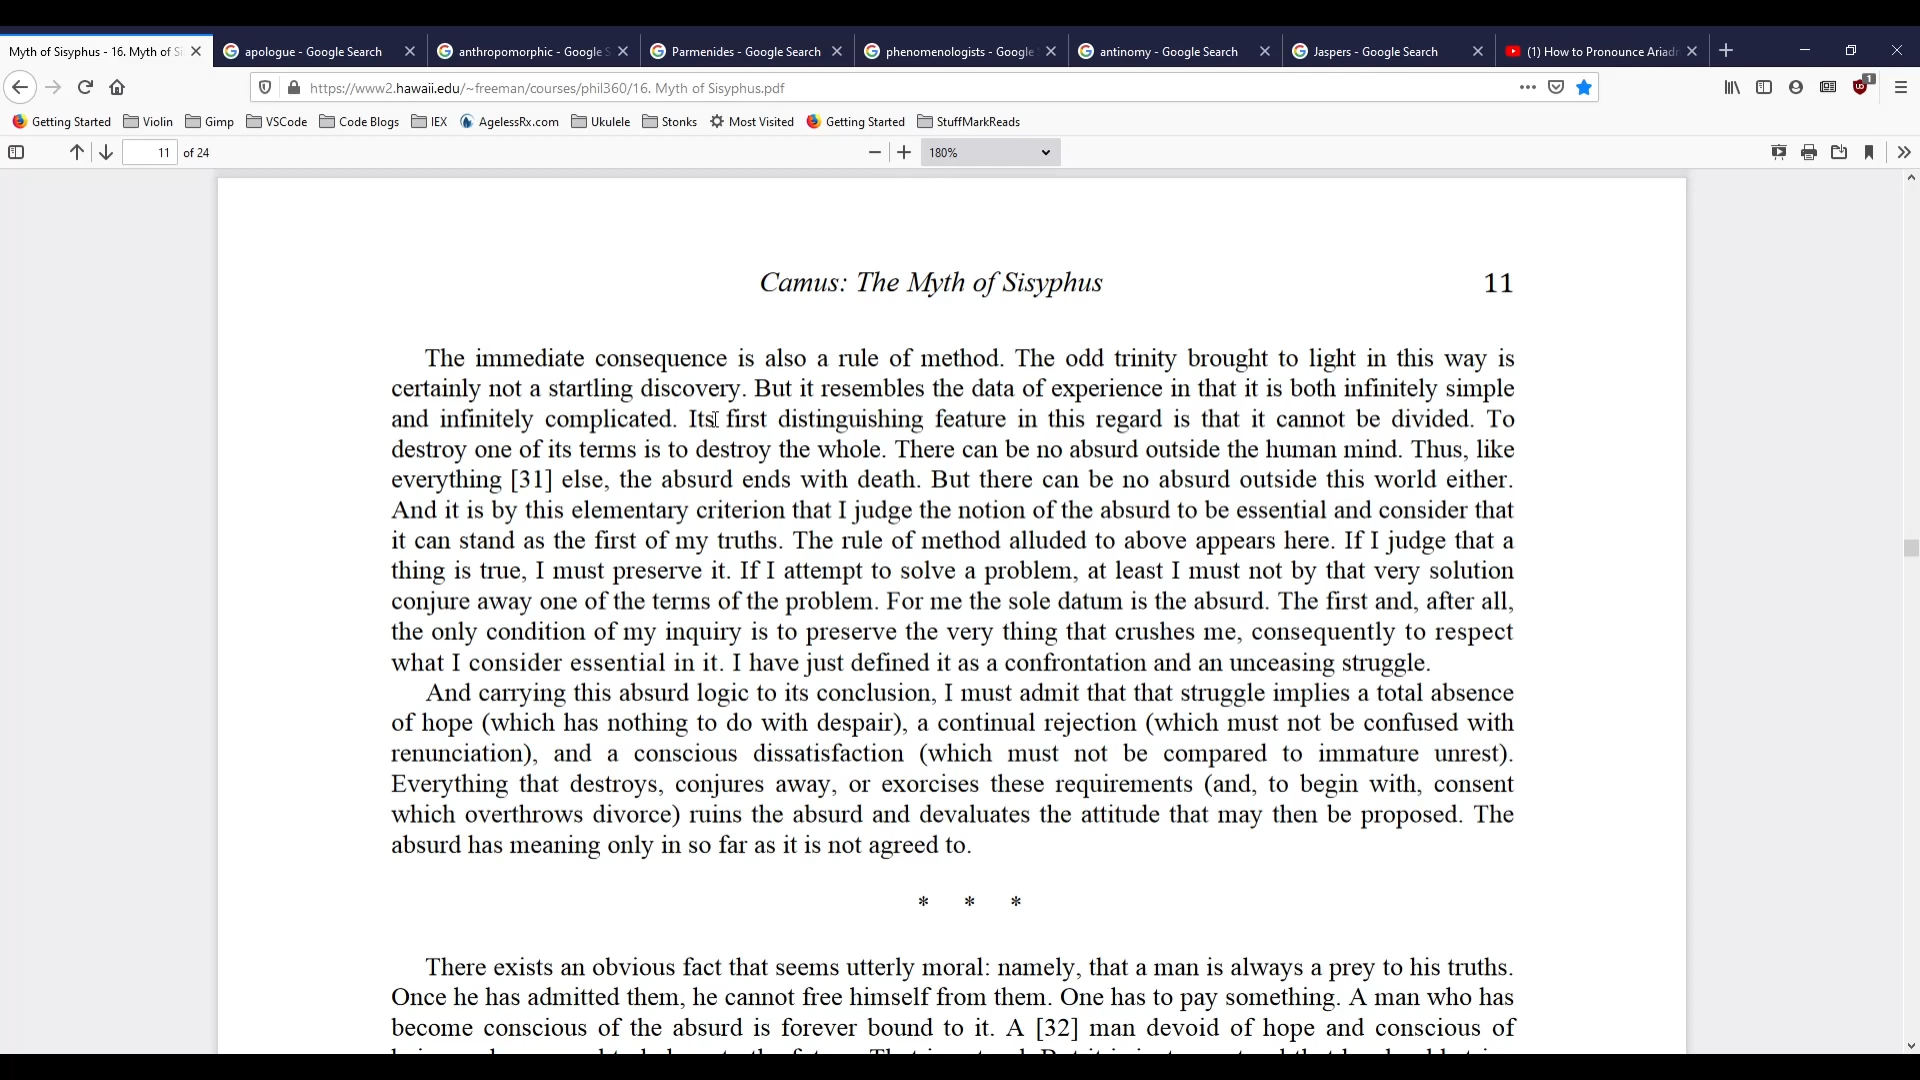 Myth of Sisyphus - 16. Myth of Si
apologue - Google Search
anthropomorphic - Google S
Parmenides - Google Search
phenomenologists - Google
antinomy - Google Search
Jaspers - Google Search
(1) How to Pronounce Ariadn
https://www2.hawaii.edu/~freeman/courses/phil360/16. Myth of Sisyphus.pdf
1
Getting Started Violin Gimp VSCode Code Blogs IEX AgelessRx.com Ukulele Stonks Most Visited Getting Started StuffMarkReads
11 of 24
180%
Camus: The Myth of Sisyphus 11
The immediate consequence is also a rule of method. The odd trinity brought to light in this way is
certainly not a startling discovery. But it resembles the data of experience in that it is both infinitely simple
and infinitely complicated. Its first distinguishing feature in this regard is that it cannot be divided. To
destroy one of its terms is to destroy the whole. There can be no absurd outside the human mind. Thus, like
everything [31] else, the absurd ends with death. But there can be no absurd outside this world either.
And it is by this elementary criterion that I judge the notion of the absurd to be essential and consider that
it can stand as the first of my truths. The rule of method alluded to above appears here. If I judge that a
thing is true, I must preserve it. If I attempt to solve a problem, at least I must not by that very solution
conjure away one of the terms of the problem. For me the sole datum is the absurd. The first and, after all,
the only condition of my inquiry is to preserve the very thing that crushes me, consequently to respect
what I consider essential in it. I have just defined it as a confrontation and an unceasing struggle.
And carrying this absurd logic to its conclusion, I must admit that that struggle implies a total absence
of hope (which has nothing to do with despair), a continual rejection (which must not be confused with
renunciation), and a conscious dissatisfaction (which must not be compared to immature unrest).
Everything that destroys, conjures away, or exorcises these requirements (and, to begin with, consent
which overthrows divorce) ruins the absurd and devaluates the attitude that may then be proposed. The
absurd has meaning only in so far as it is not agreed to.
* * *
There exists an obvious fact that seems utterly moral: namely, that a man is always a prey to his truths.
Once he has admitted them, he cannot free himself from them. One has to pay something. A man who has
become conscious of the absurd is forever bound to it. A [32] man devoid of hope and conscious of